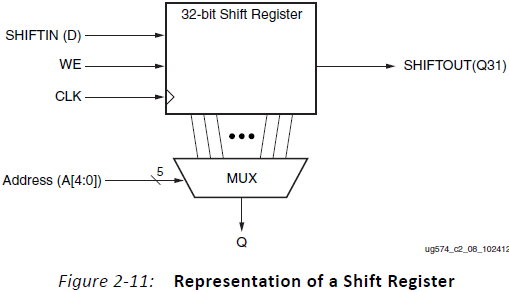 32-bit Shift Register
SHIFTIN (D)
WE
SHIFTOUT(Q31)
CLK
Address (A[4:0])
5
MUX
Q
ug574_c2_08_102412
Figure 2-11: Representation of a Shift Register